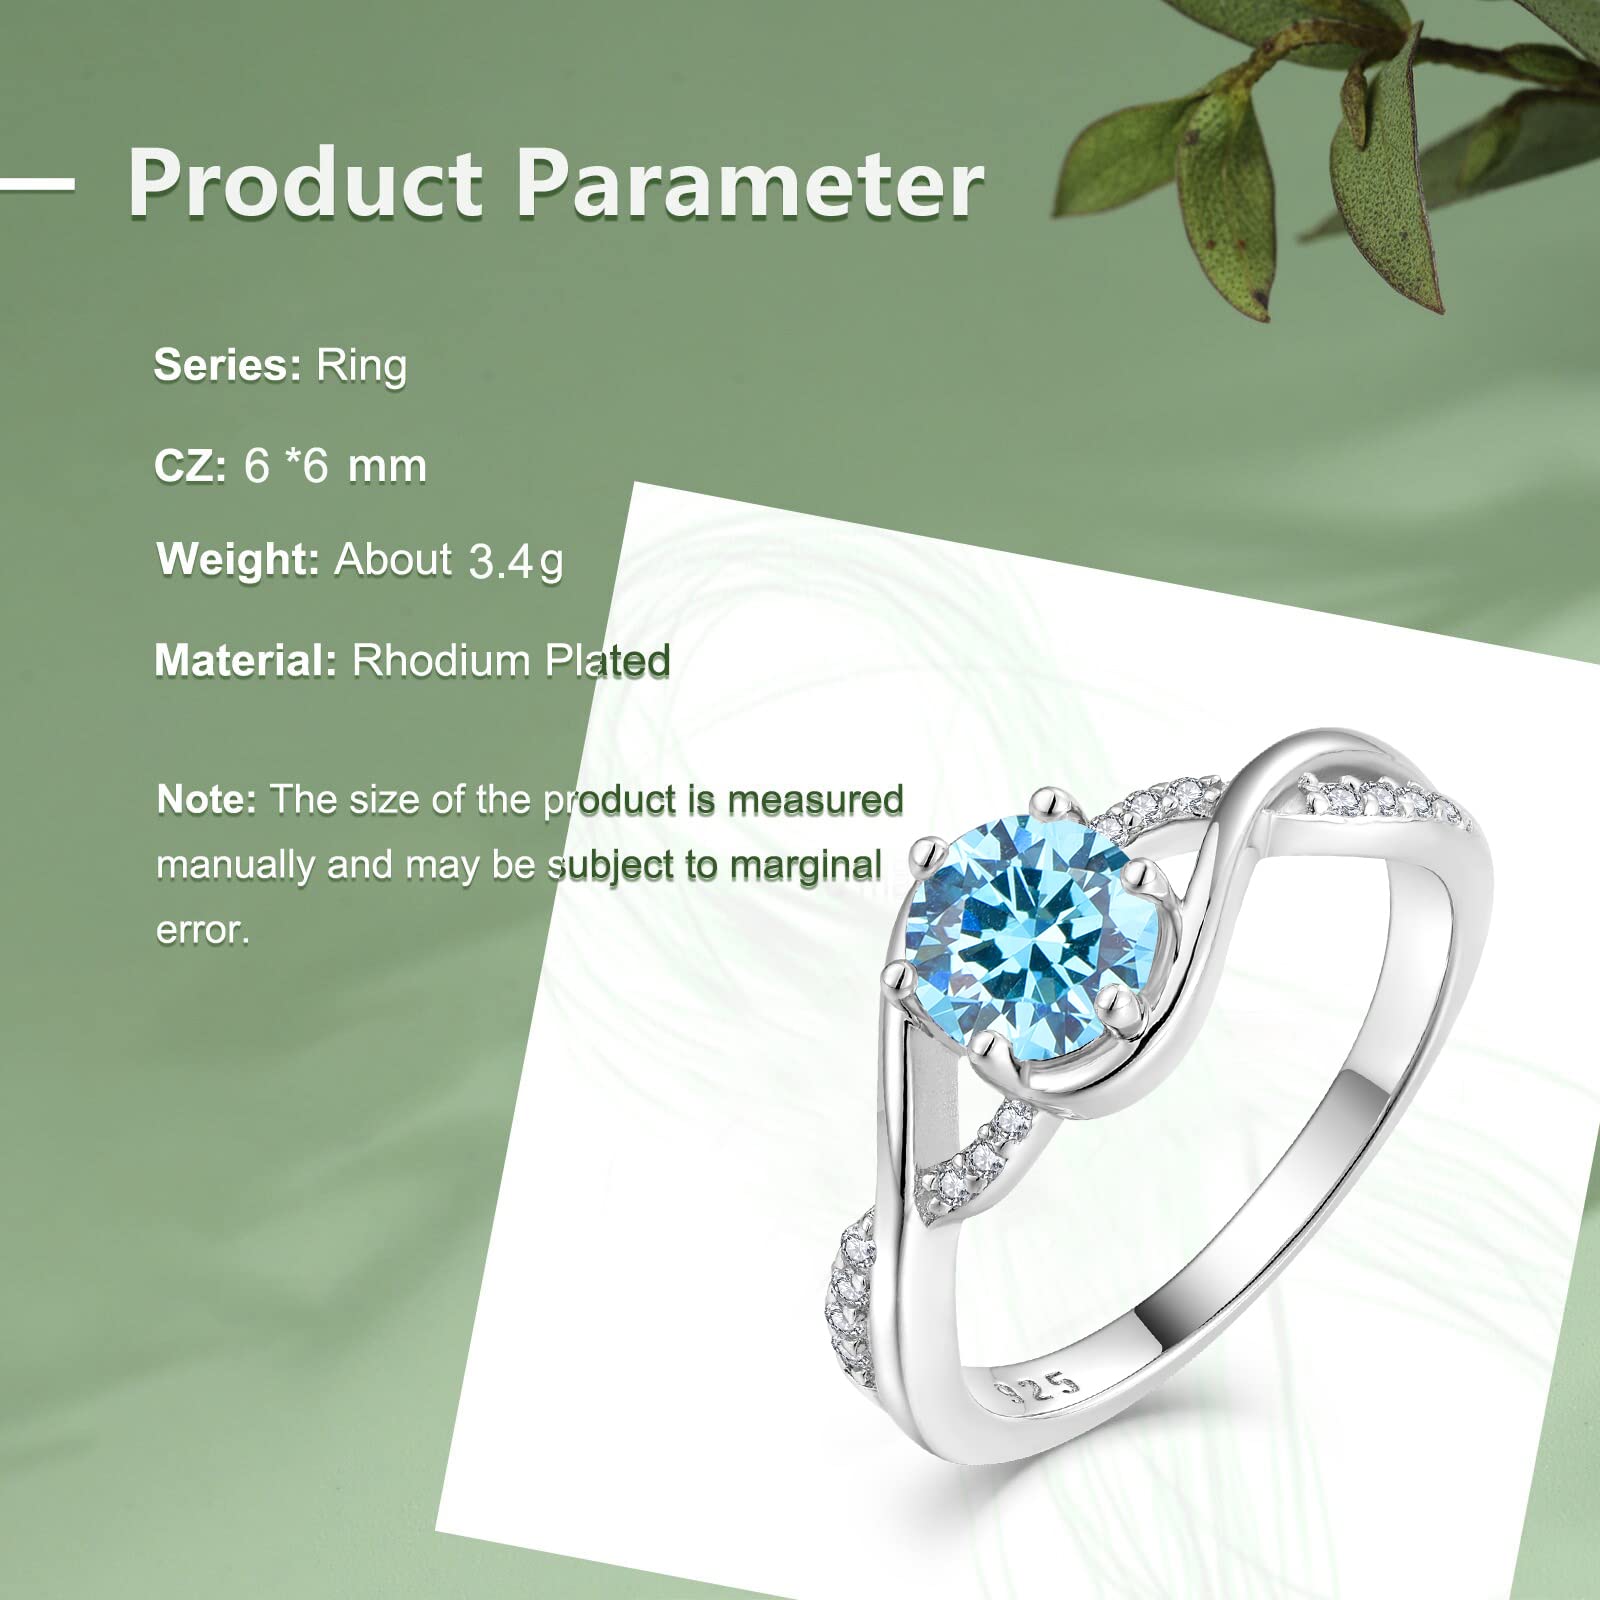 Product Parameter
Series: Ring
CZ: 6 *6 mm
Weight: About 3.4g
Material: Rhodium Plated
Note: The size of the product is measured
manually and may be subject to marginal
error.
925